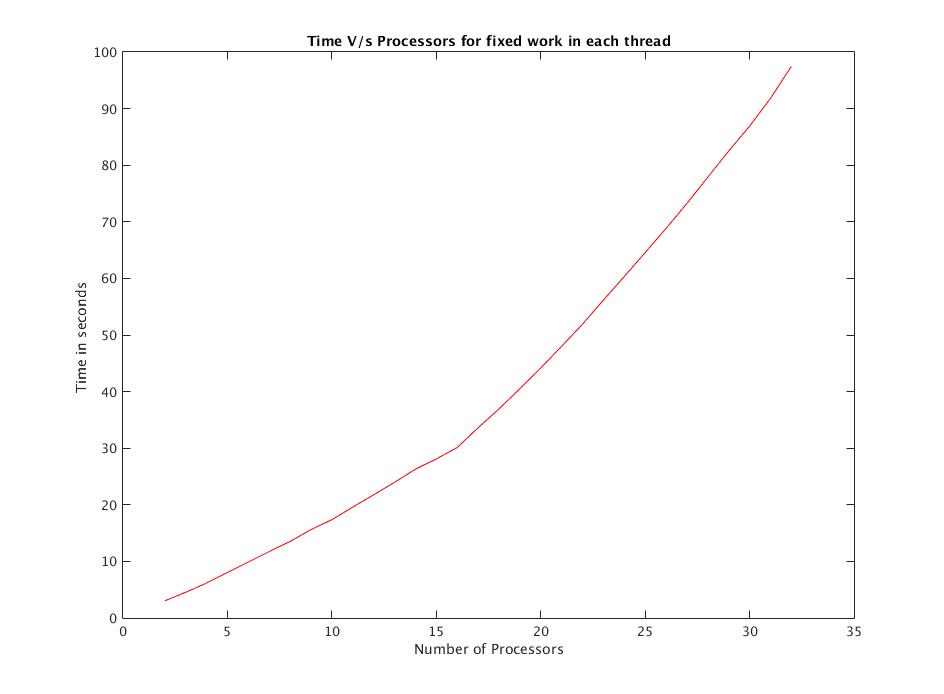 Time V/s Processors for fixed work in each thread
100
90
80
70
60
50
40
30
20
10
0
Time in seconds
0 5 10 15 20 25 30 35
Number of Processors